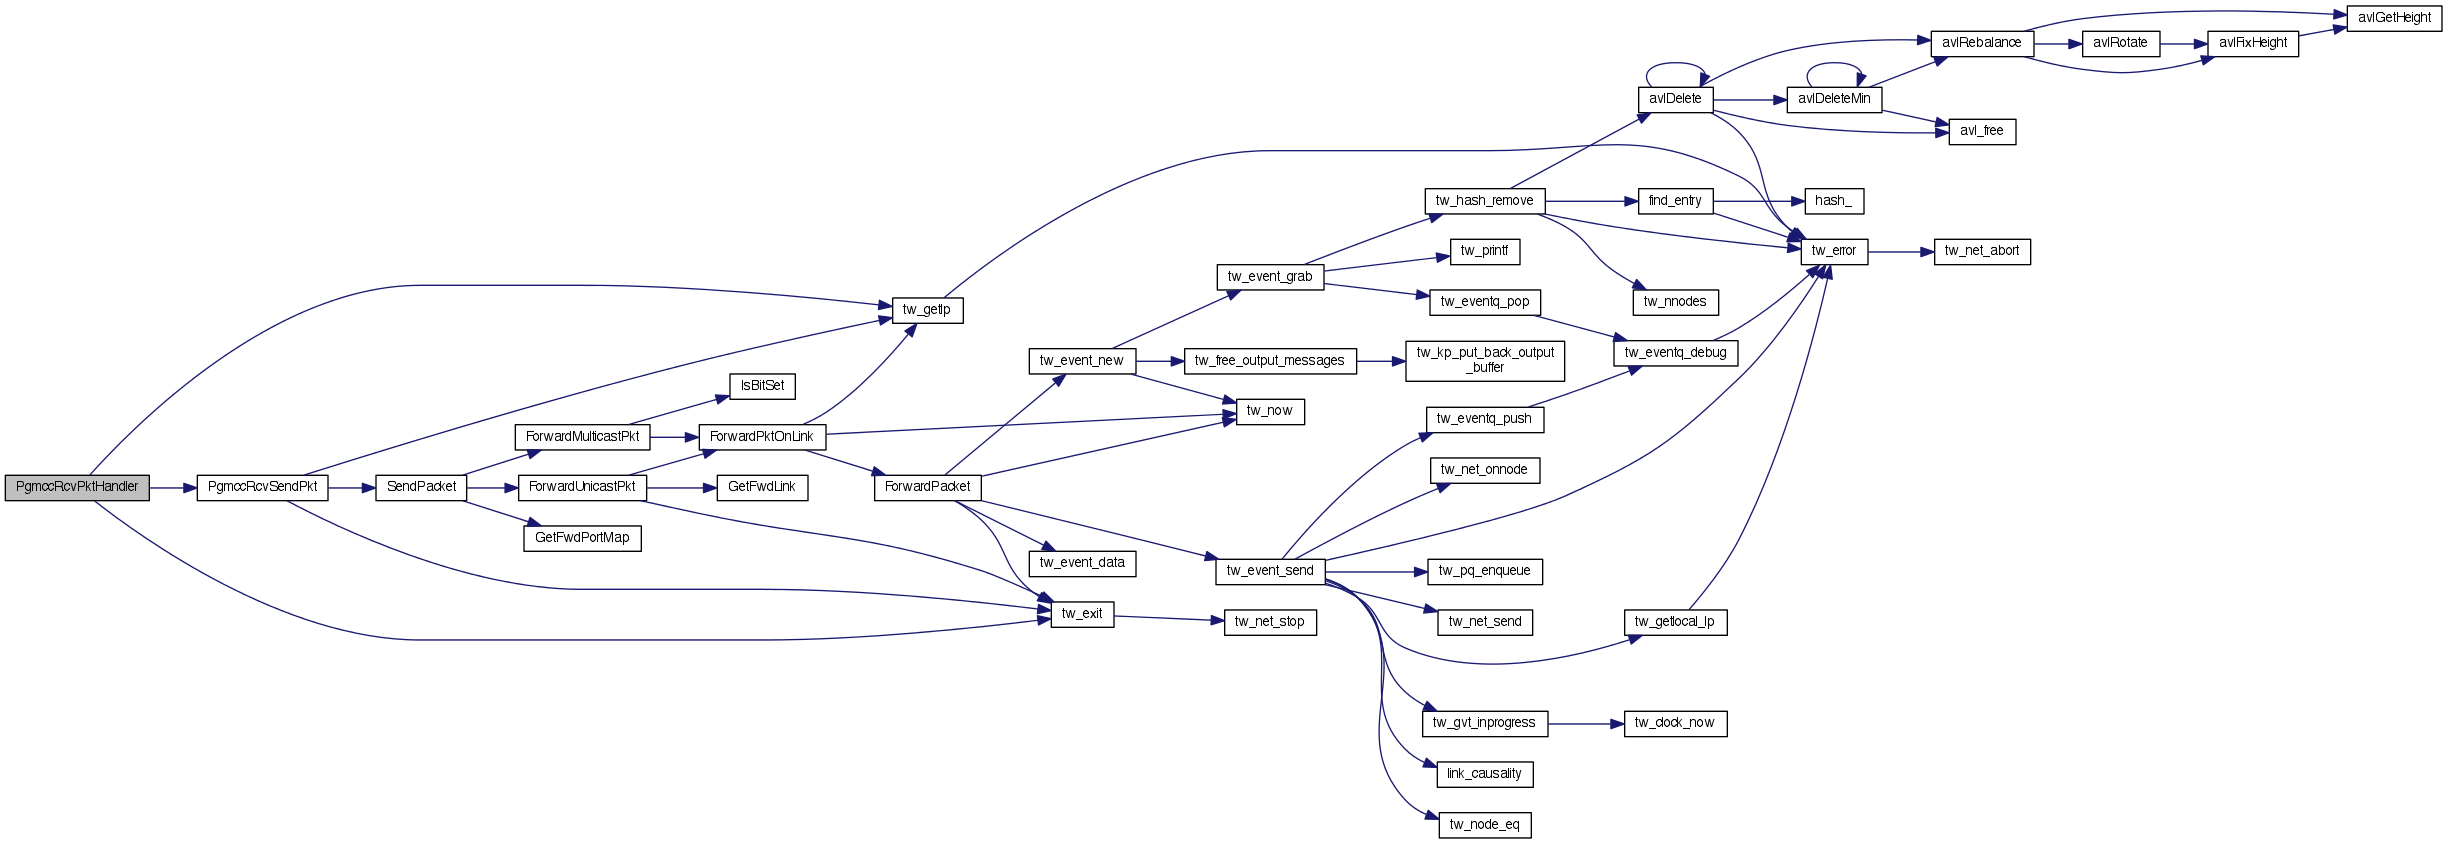 avlGetHeight
avlRebalance
avlRotate
avlFixHeight
avlDelete
avlDeleteMin
avl_free
tw_hash_remove
find_entry
hash_
tw_printf
tw_error
tw_net_abort
tw_event_grab
tw_eventq_pop
tw_nnodes
tw_getlp
tw_event_new
tw_free_output_messages
tw_kp_put_back_output
_buffer
tw_eventq_debug
IsBitSet
tw_now
tw_eventq_push
ForwardMulticastPkt
ForwardPktOnLink
tw_net_onnode
PgmccRcvPktHandler
PgmccRcvSendPkt
SendPacket
ForwardUnicastPkt
GetFwdLink
ForwardPacket
GetFwdPortMap
tw_event_data
tw_event_send
tw_pq_enqueue
tw_exit
tw_net_stop
tw_net_send
tw_getlocal_lp
tw_gvt_inprogress
tw_clock_now
link_causality
tw_node_eq